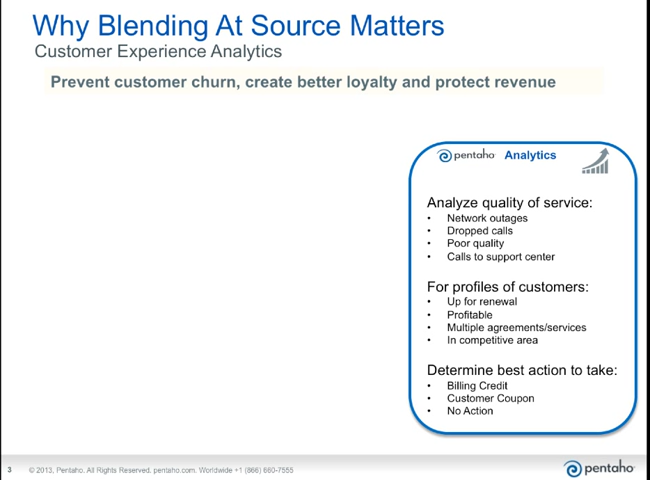 Why Blending At Source Matters
Customer Experience Analytics
Prevent customer churn, create better loyalty and protect revenue
pentaho Analytics
Analyze quality of service:
• Network outages
• Dropped calls
• Poor quality
• Calls to support center
For profiles of customers:
• Up for renewal
• Profitable
• Multiple agreements/services
• In competitive area
Determine best action to take:
• Billing Credit
• Customer Coupon
• No Action
3 © 2013, Pentaho. All Rights Reserved. pentaho.com. Worldwide +1 (866) 660-7555
pentaho